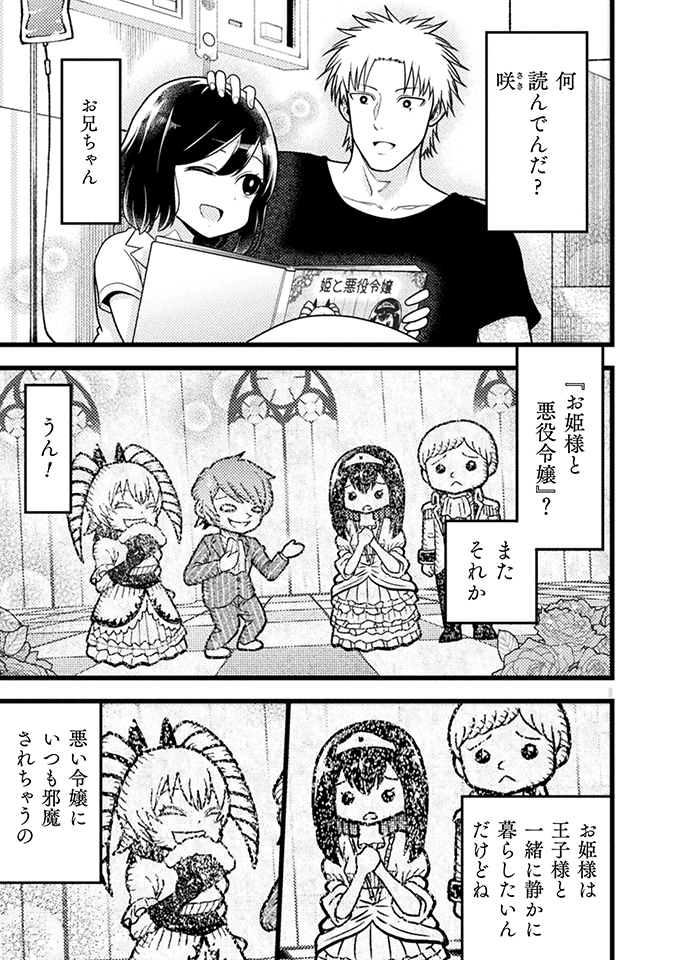 何
読んでんだ？
咲
さき
お兄ちゃん
姫と悪役令嬢
『お姫様と
悪役令嬢』？
また
それか
うん！
お姫様は
王子様と
一緒に静かに
暮らしたいん
だけどね
悪い令嬢に
いつも邪魔
されちゃうの